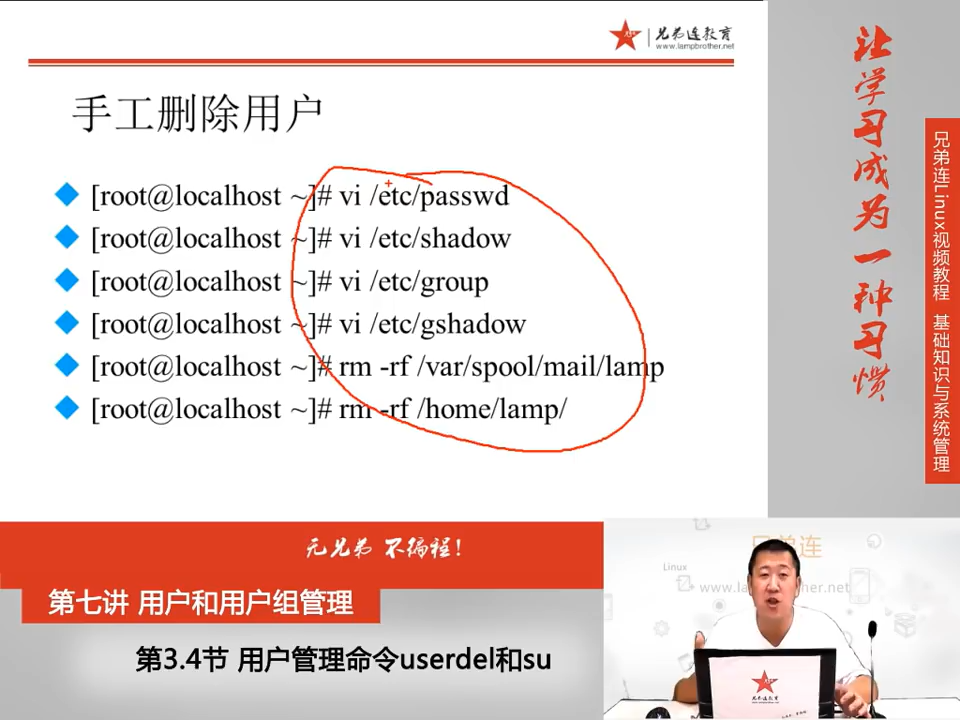 兄弟连教育
www.lampbrother.net
手工删除用户
[root@localhost ~]# vi /etc/passwd
[root@localhost ~]# vi /etc/shadow
[root@localhost ~]# vi /etc/group
[root@localhost ~]# vi /etc/gshadow
[root@localhost ~]# rm -rf /var/spool/mail/lamp
[root@localhost ~]# rm -rf /home/lamp/
让学习成为一种习惯
兄弟连Linux视频教程 基础知识与系统管理
无兄弟 不编程!
第七讲 用户和用户组管理
第3.4节 用户管理命令userdel和su
兄弟连
Linux